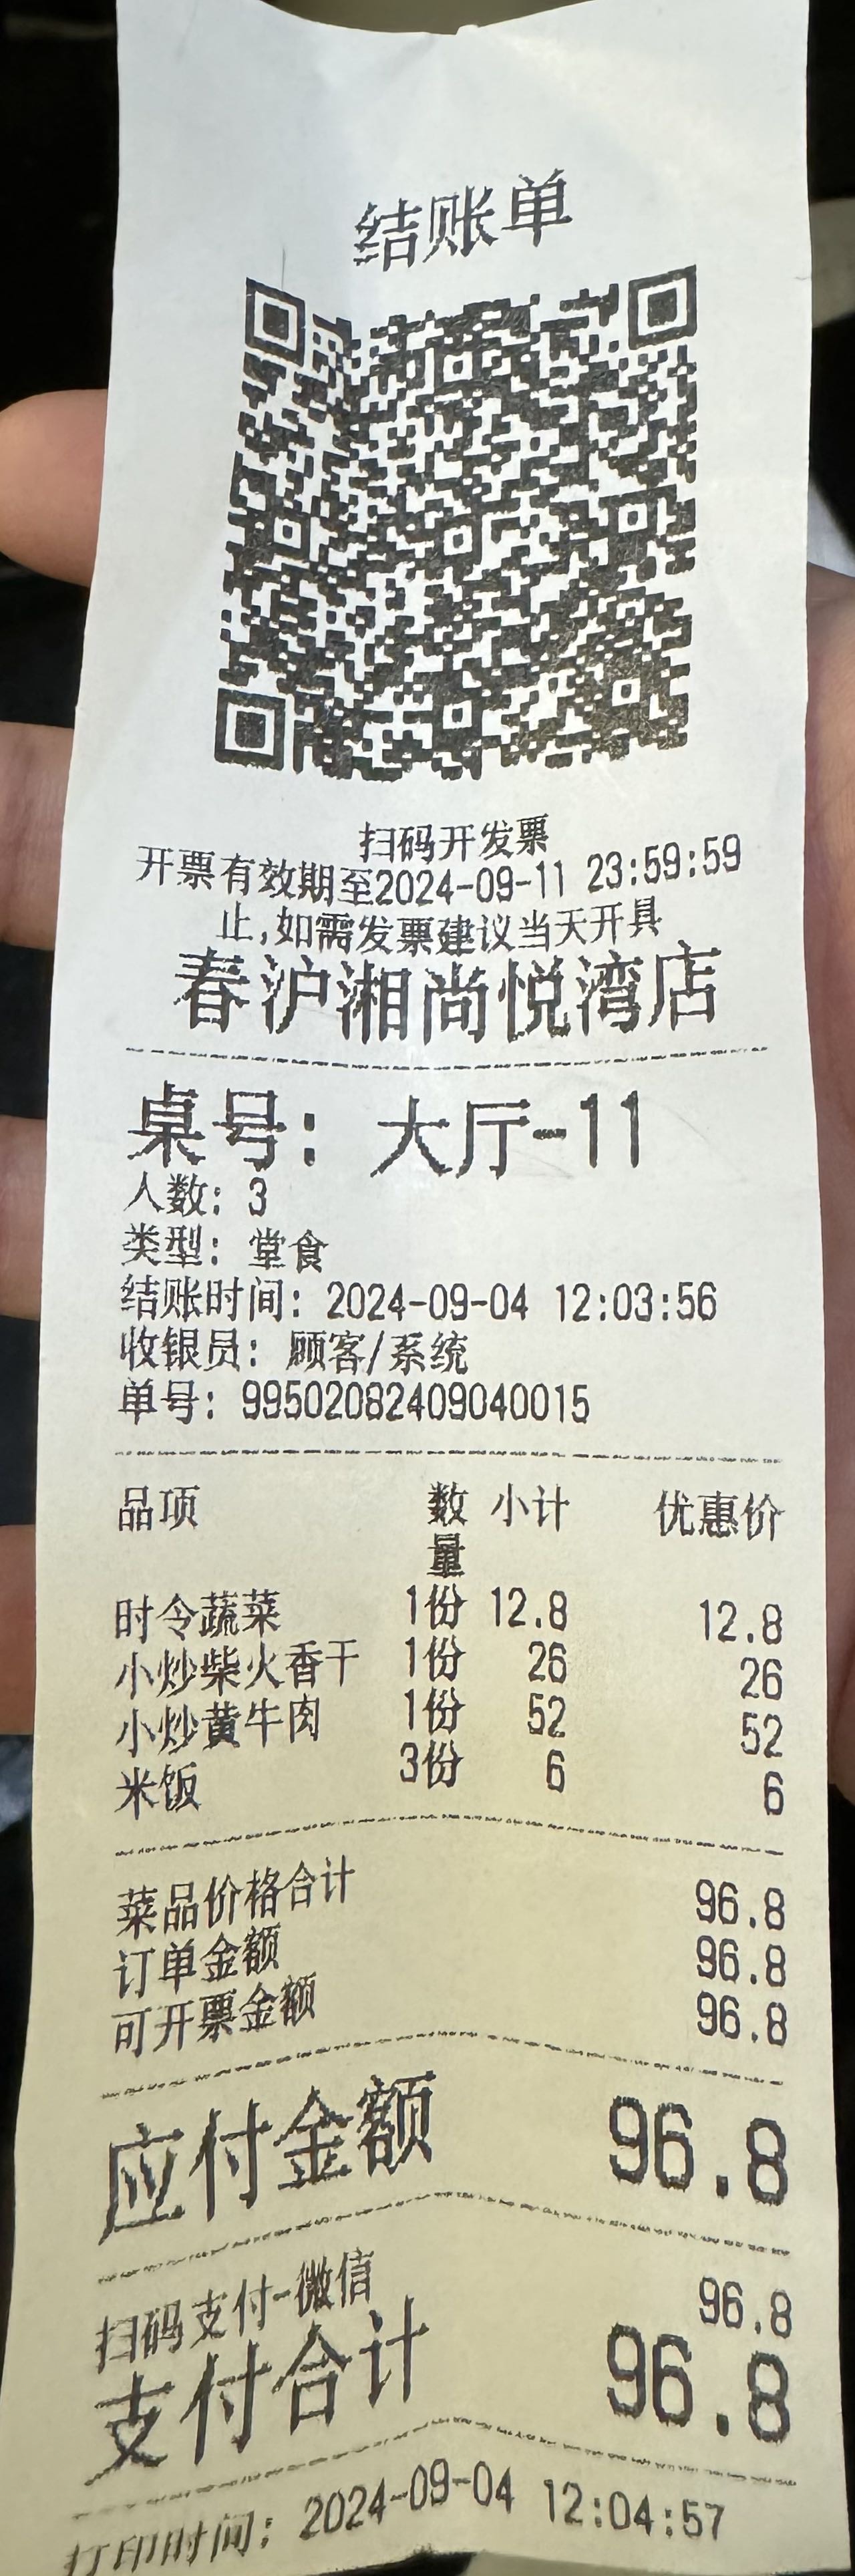 结账单
扫码开发票
开票有效期至2024-09-11 23:59:59
止,如需发票建议当天开具
春沪湘尚悦湾店
桌号: 大厅-11
人数: 3
类型: 堂食
结账时间: 2024-09-04 12:03:56
收银员: 顾客/系统
单号: 99502082409040015
品项 数量 小计 优惠价
时令蔬菜 1份 12.8 12.8
小炒柴火香干 1份 26 26
小炒黄牛肉 1份 52 52
米饭 3份 6 6
菜品价格合计 96.8
订单金额 96.8
可开票金额 96.8
应付金额 96.8
扫码支付-微信 96.8
支付合计 96.8
打印时间: 2024-09-04 12:04:57